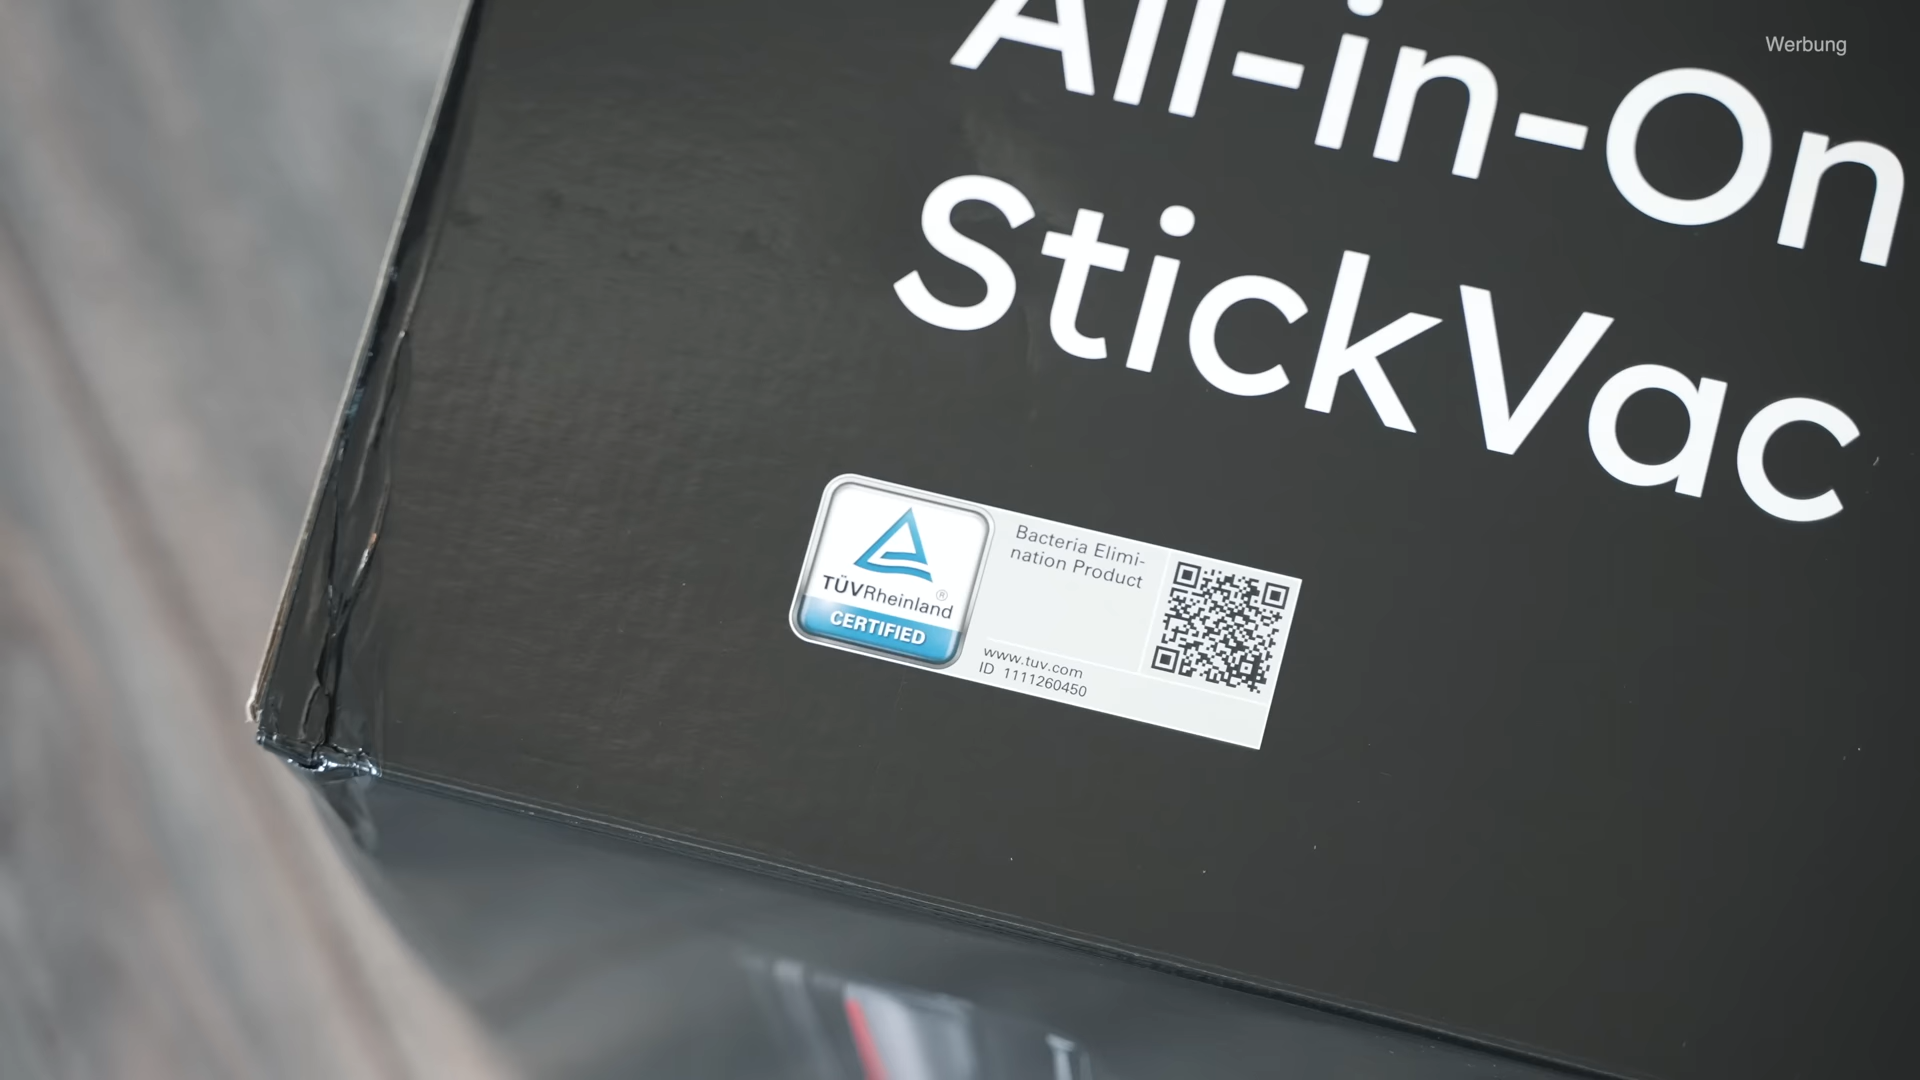 Werbung
All-in-On
StickVac
TÜVRheinland®
CERTIFIED
Bacteria Elimi-
nation Product
www.tuv.com
ID 1111260450